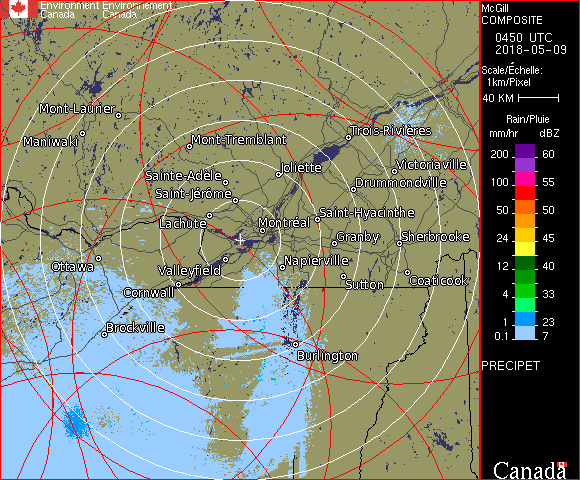 Environment Environnement
Canada Canada
McGill
COMPOSITE
0450 UTC
2018-05-09
Scale/Échelle:
1km/Pixel
40 KM
Rain/Pluie
mm/hr dBZ
200 60
100 55
50 50
24 45
12 40
4 33
1 23
0.1 7
PRECIPET
Mont-Laurier
Maniwaki
Mont-Tremblant
Trois-Rivières
Sainte-Adèle
Joliette
Victoriaville
Saint-Jérôme
Drummondville
Lachute
Montréal
Saint-Hyacinthe
Granby
Sherbrooke
Ottawa
Valleyfield
Napierville
Cornwall
Sutton
Coaticook
Brockville
Burlington
Canada